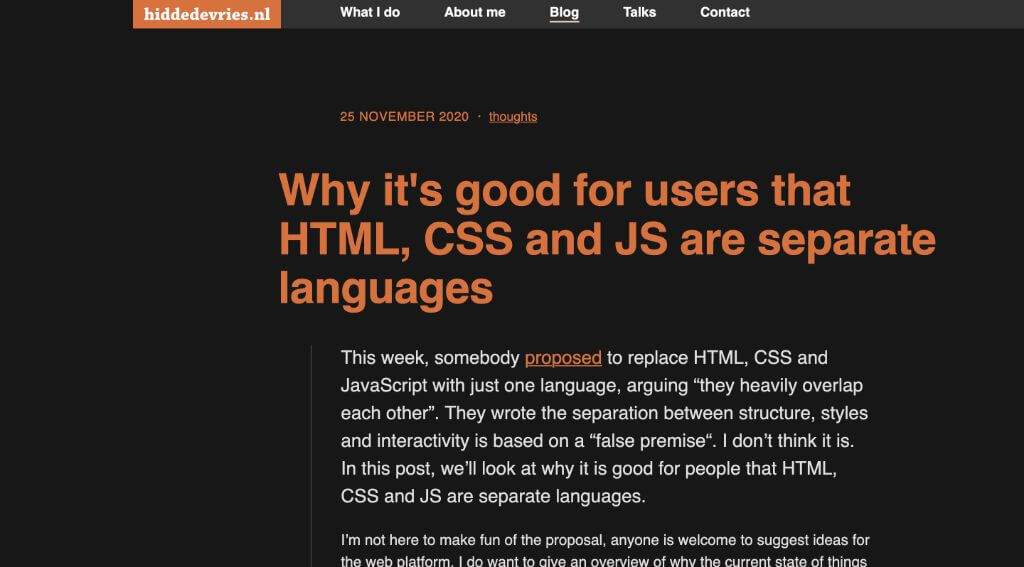 hiddedevries.nl What I do About me Blog Talks Contact
25 NOVEMBER 2020 · thoughts
Why it's good for users that
HTML, CSS and JS are separate
languages
This week, somebody proposed to replace HTML, CSS and
JavaScript with just one language, arguing “they heavily overlap
each other”. They wrote the separation between structure, styles
and interactivity is based on a “false premise“. I don’t think it is.
In this post, we’ll look at why it is good for people that HTML,
CSS and JS are separate languages.
I’m not here to make fun of the proposal, anyone is welcome to suggest ideas for
the web platform. I do want to give an overview of why the current state of things